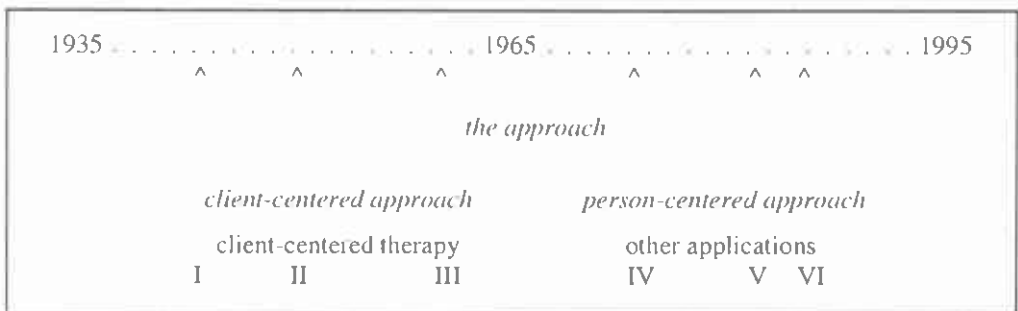 1935 . . . . . . . . . . . . . . . . . . . 1965 . . . . . . . . . . . . . . . . . . . 1995
^ ^ ^ ^ ^ ^
the approach
client-centered approach person-centered approach
client-centered therapy other applications
I II III IV V VI